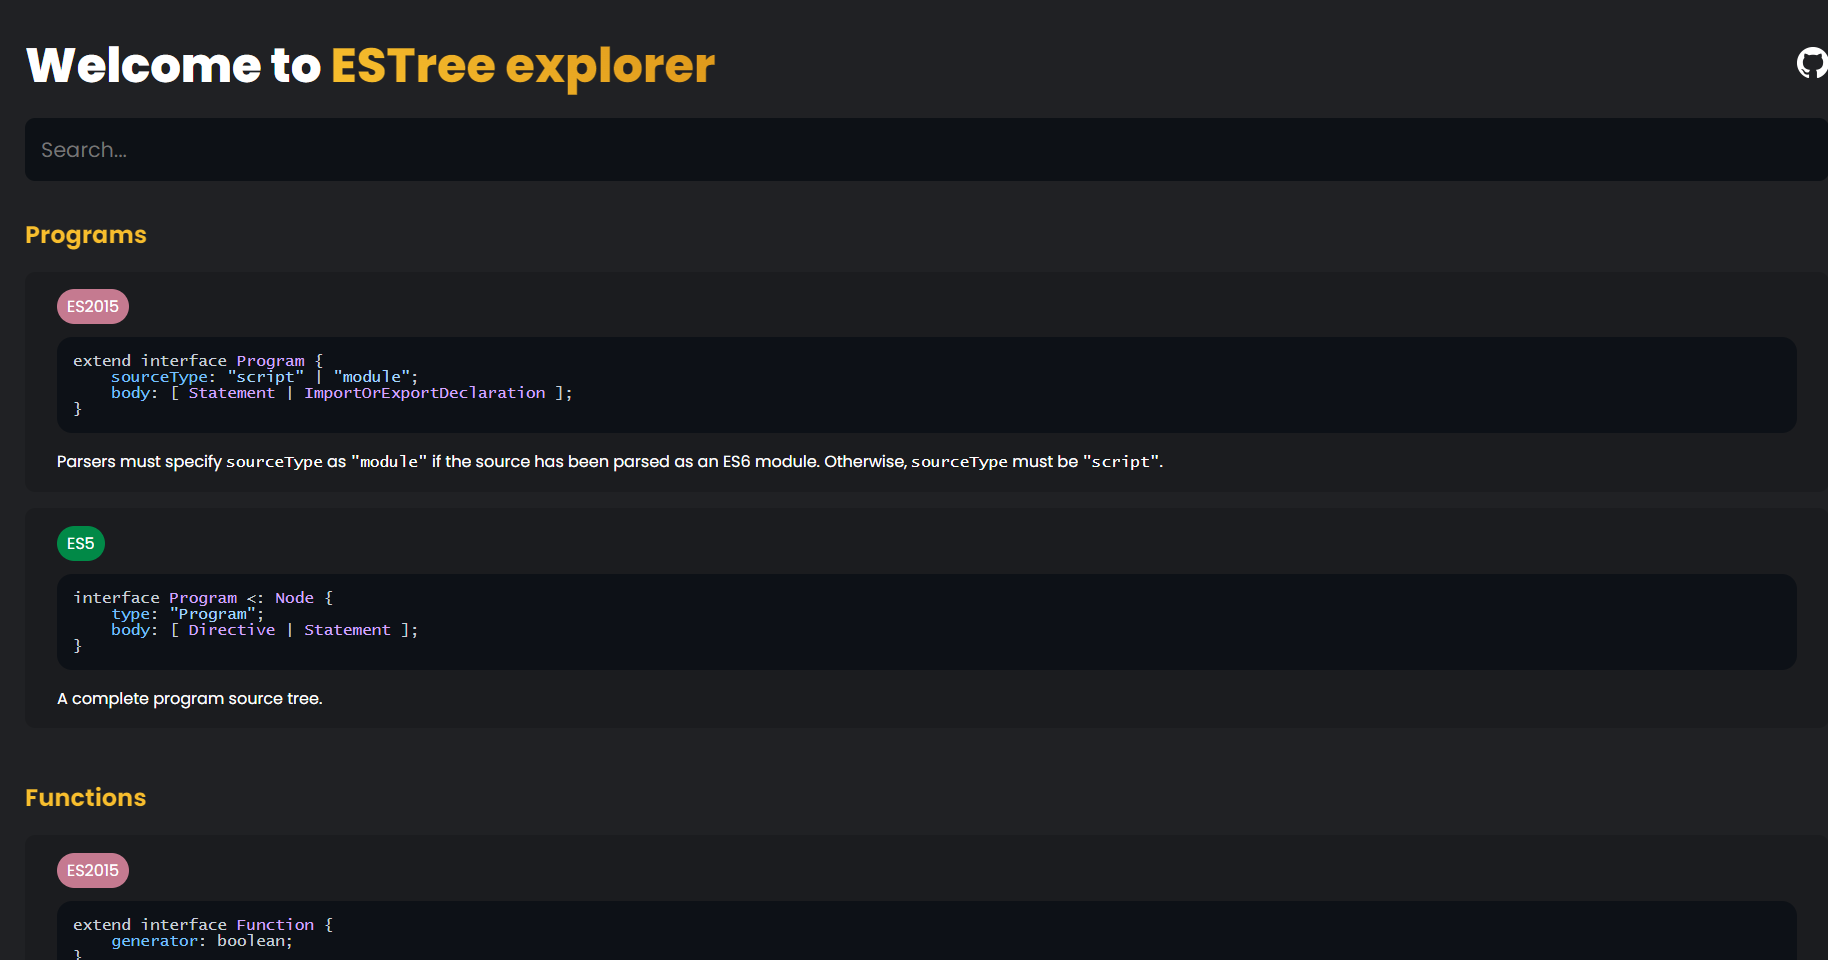 Welcome to ESTree explorer
Search...
Programs
ES2015
extend interface Program {
    sourceType: "script" | "module";
    body: [ Statement | ImportOrExportDeclaration ];
}
Parsers must specify sourceType as "module" if the source has been parsed as an ES6 module. Otherwise, sourceType must be "script".
ES5
interface Program <: Node {
    type: "Program";
    body: [ Directive | Statement ];
}
A complete program source tree.
Functions
ES2015
extend interface Function {
    generator: boolean;
}